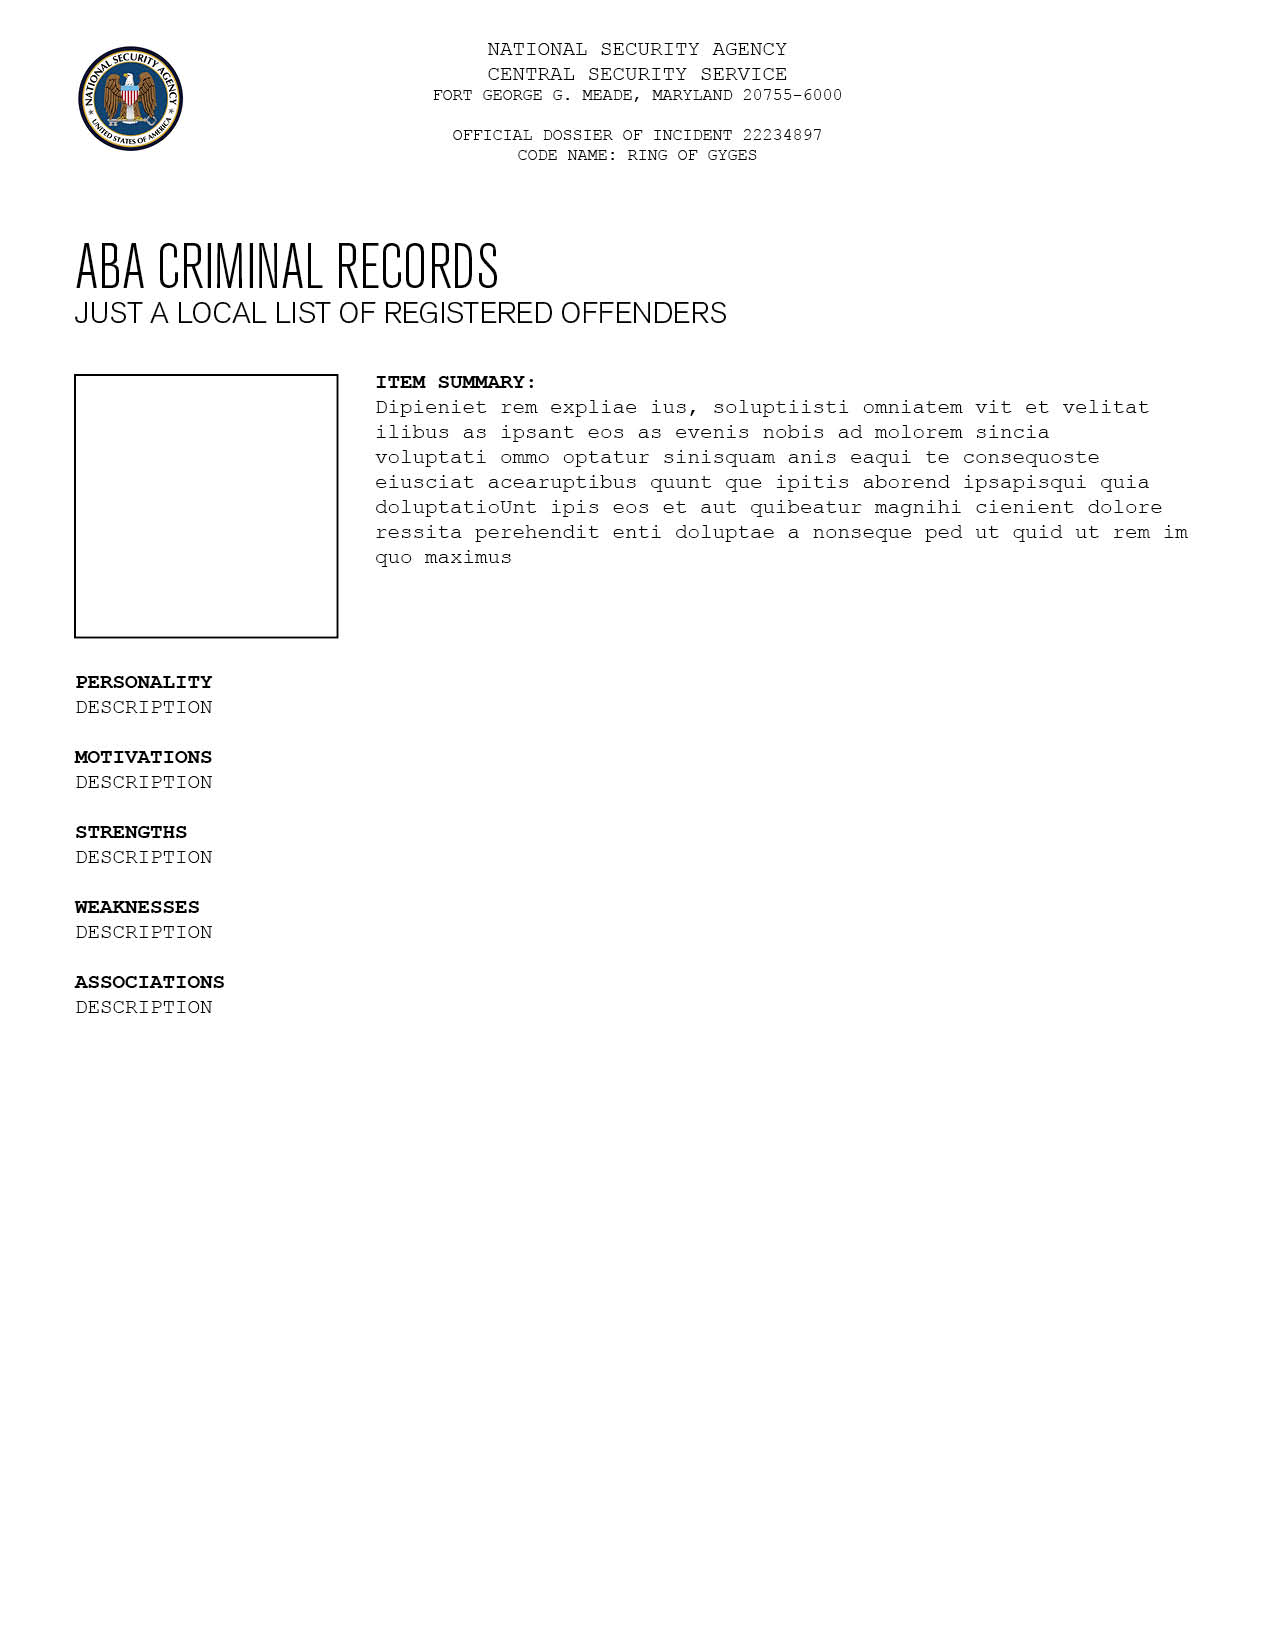 NATIONAL SECURITY AGENCY
CENTRAL SECURITY SERVICE
FORT GEORGE G. MEADE, MARYLAND 20755-6000
OFFICIAL DOSSIER OF INCIDENT 22234897
CODE NAME: RING OF GYGES
NATIONAL SECURITY AGENCY
UNITED STATES OF AMERICA
ABA CRIMINAL RECORDS
JUST A LOCAL LIST OF REGISTERED OFFENDERS
ITEM SUMMARY:
Dipieniet rem expliae ius, soluptiisti omniatem vit et velitat
ilibus as ipsant eos as evenis nobis ad molorem sincia
voluptati ommo optatur sinisquam anis eaqui te consequoste
eiusciat acearuptibus quunt que ipitis aborend ipsapisqui quia
doluptatioUnt ipis eos et aut quibeatur magnihi cienient dolore
ressita perehendit enti doluptae a nonseque ped ut quid ut rem im
quo maximus
PERSONALITY
DESCRIPTION
MOTIVATIONS
DESCRIPTION
STRENGTHS
DESCRIPTION
WEAKNESSES
DESCRIPTION
ASSOCIATIONS
DESCRIPTION